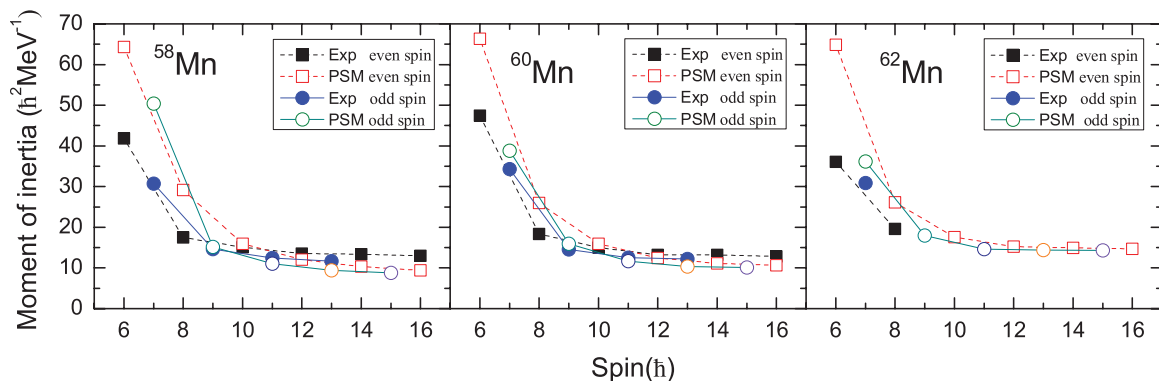 Moment of inertia (ħ²MeV⁻¹)
70
60
50
40
30
20
10
0
⁵⁸Mn
Exp even spin
PSM even spin
Exp odd spin
PSM odd spin
6 8 10 12 14 16
⁶⁰Mn
Exp even spin
PSM even spin
Exp odd spin
PSM odd spin
6 8 10 12 14 16
⁶²Mn
Exp even spin
PSM even spin
Exp odd spin
PSM odd spin
6 8 10 12 14 16
Spin(ħ)